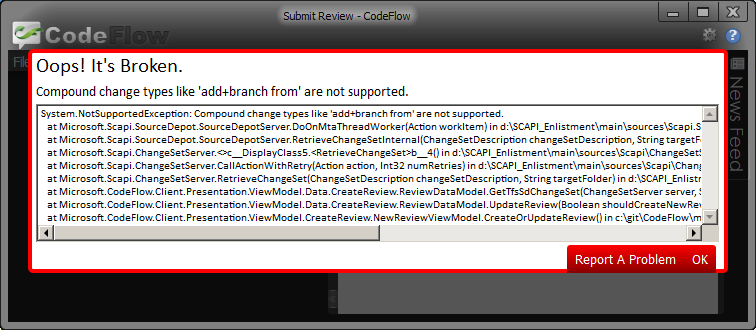 Submit Review - CodeFlow
CodeFlow
File
Oops! It's Broken.
Compound change types like 'add+branch from' are not supported.
System.NotSupportedException: Compound change types like 'add+branch from' are not supported.
at Microsoft.Scapi.SourceDepot.SourceDepotServer.DoOnMtaThreadWorker(Action workItem) in d:\SCAPI_Enlistment\main\sources\Scapi.S
at Microsoft.Scapi.SourceDepot.SourceDepotServer.RetrieveChangeSetInternal(ChangeSetDescription changeSetDescription, String targetF
at Microsoft.Scapi.ChangeSetServer.<>c__DisplayClass5.<RetrieveChangeSet>b__4() in d:\SCAPI_Enlistment\main\sources\Scapi\ChangeSet
at Microsoft.Scapi.ChangeSetServer.CallActionWithRetry(Action action, Int32 numRetries) in d:\SCAPI_Enlistment\main\sources\Scapi\Chang
at Microsoft.Scapi.ChangeSetServer.RetrieveChangeSet(ChangeSetDescription changeSetDescription, String targetFolder) in d:\SCAPI_Enlistm
at Microsoft.CodeFlow.Client.Presentation.ViewModel.Data.CreateReview.ReviewDataModel.GetTfsSdChangeSet(ChangeSetServer server, S
at Microsoft.CodeFlow.Client.Presentation.ViewModel.Data.CreateReview.ReviewDataModel.UpdateReview(Boolean shouldCreateNewRev
at Microsoft.CodeFlow.Client.Presentation.ViewModel.CreateReview.NewReviewViewModel.CreateOrUpdateReview() in c:\git\CodeFlow\m
News Feed
Report A Problem OK